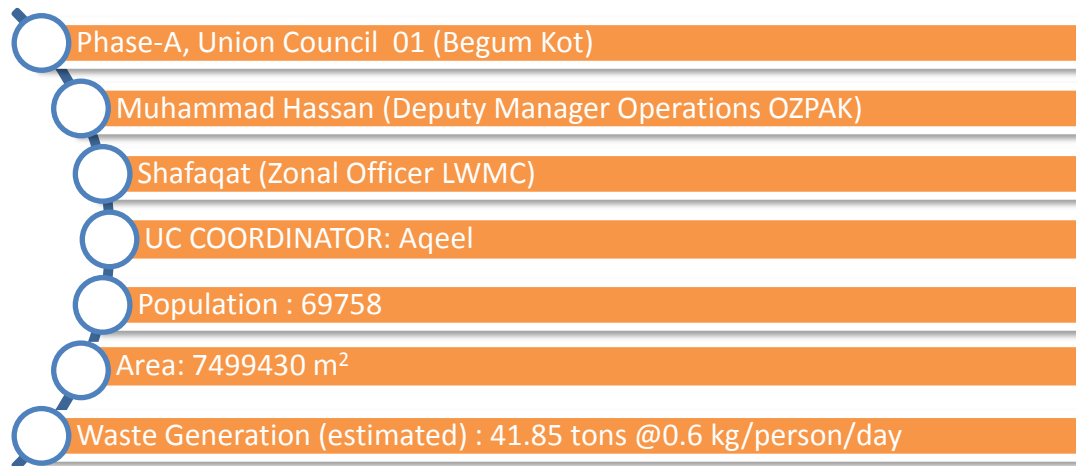 Phase-A, Union Council 01 (Begum Kot)
Muhammad Hassan (Deputy Manager Operations OZPAK)
Shafaqat (Zonal Officer LWMC)
UC COORDINATOR: Aqeel
Population : 69758
Area: 7499430 m²
Waste Generation (estimated) : 41.85 tons @0.6 kg/person/day